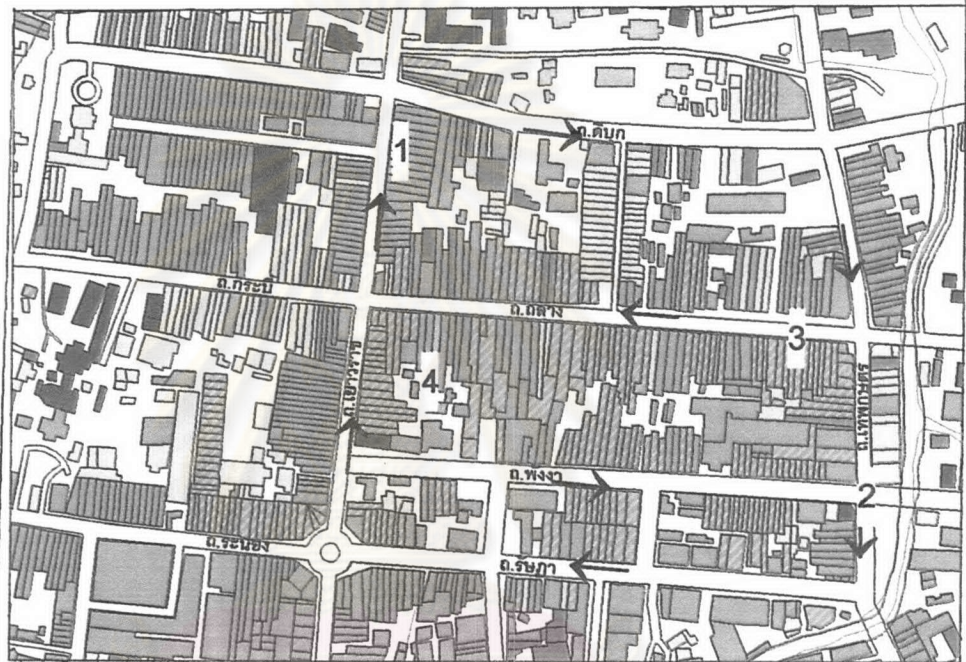 ถ.ดีบุก
1
ถ.กระบี่
ถ.ถลาง
3
ถ.เยาวราช
4
ถ.พังงา
2
ถ.ระนอง
ถ.รัษฎา